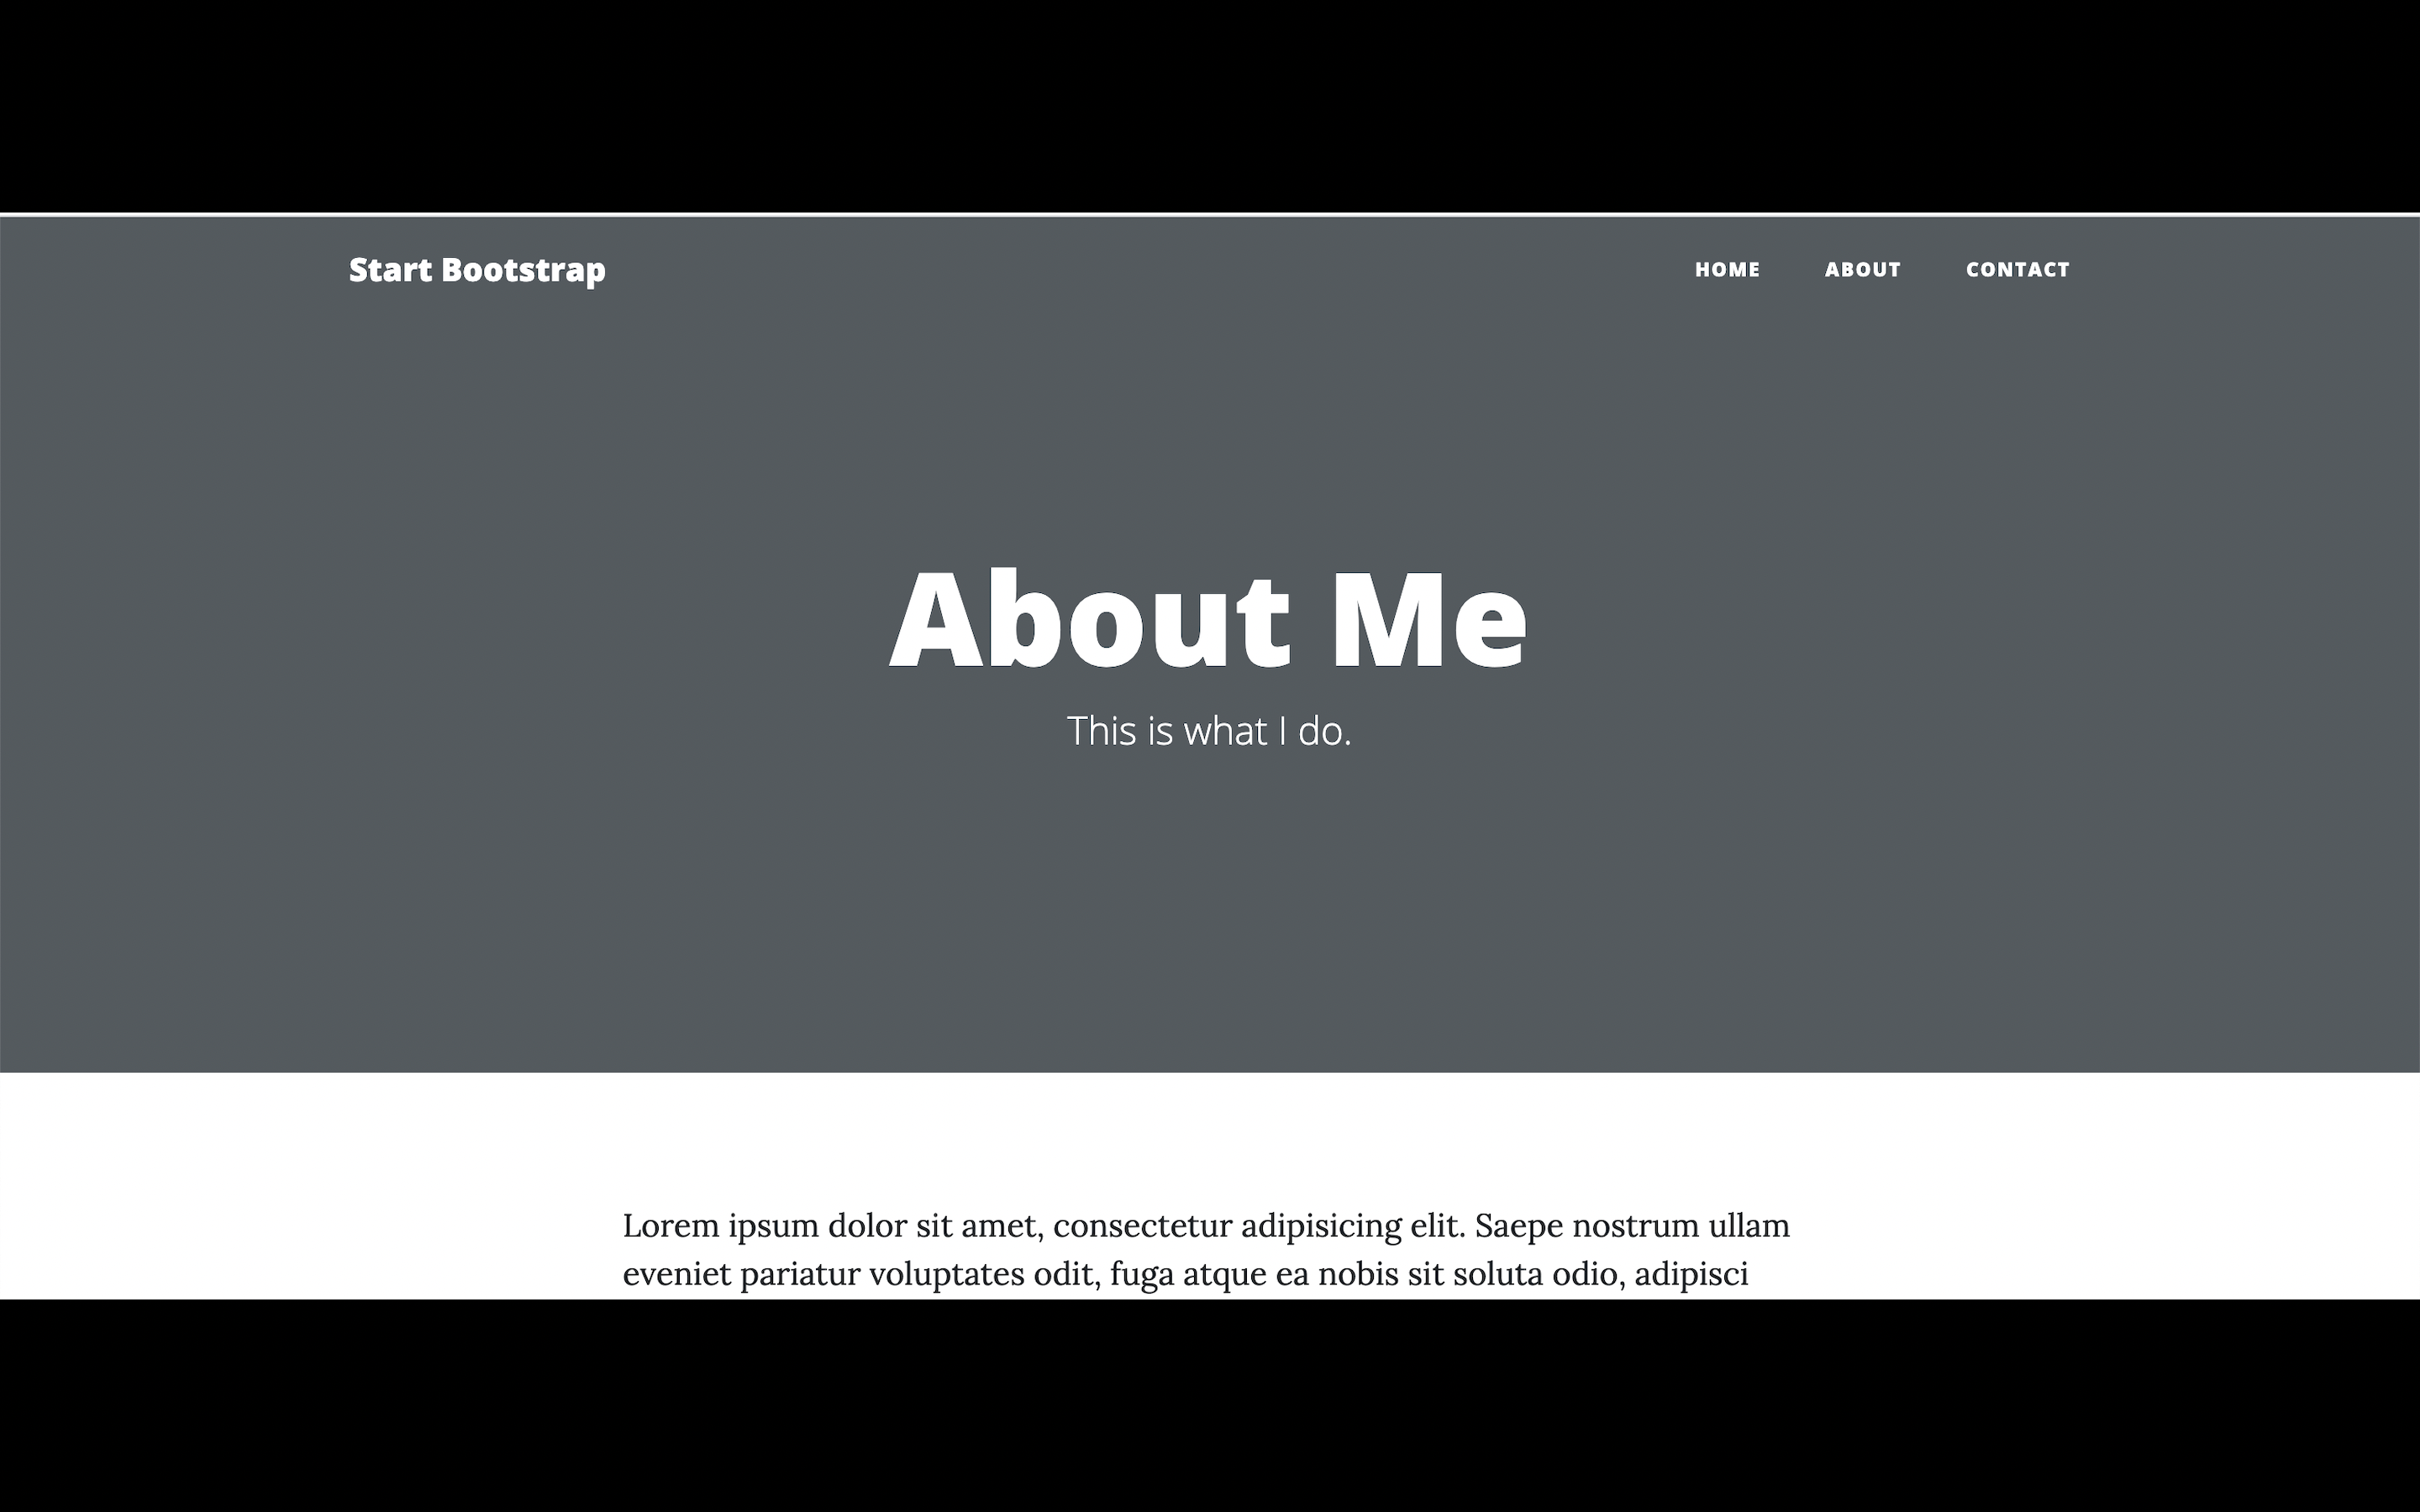 Start Bootstrap
HOME ABOUT CONTACT
About Me
This is what I do.
Lorem ipsum dolor sit amet, consectetur adipisicing elit. Saepe nostrum ullam
eveniet pariatur voluptates odit, fuga atque ea nobis sit soluta odio, adipisci